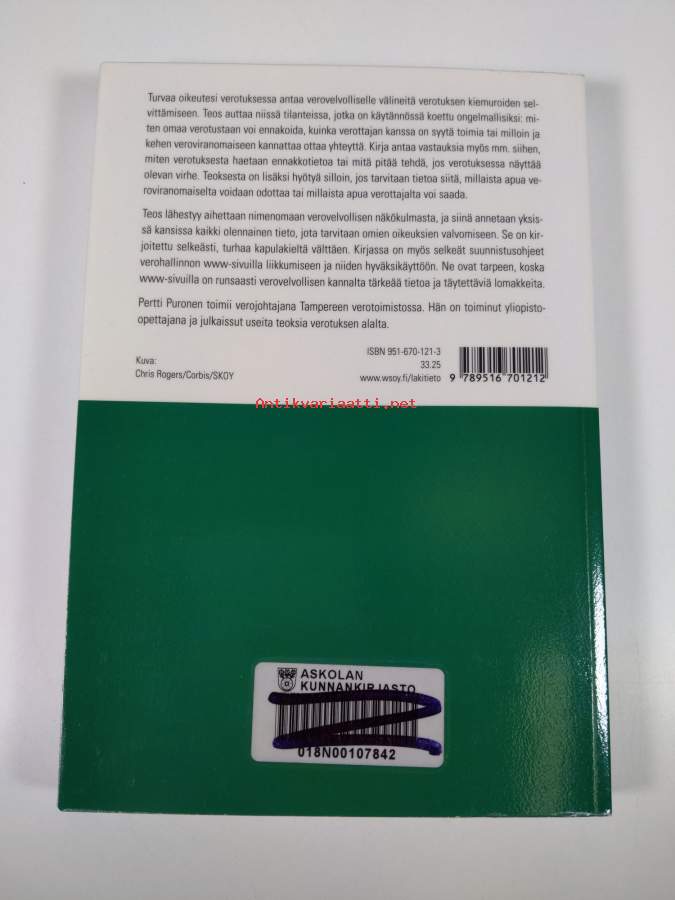 Turvaa oikeutesi verotuksessa antaa verovelvolliselle välineitä verotuksen kiemuroiden sel-
vittämiseen. Teos auttaa niissä tilanteissa, jotka on käytännössä koettu ongelmallisiksi: mi-
ten omaa verotustaan voi ennakoida, kuinka verottajan kanssa on syytä toimia tai milloin ja
kehen veroviranomaiseen kannattaa ottaa yhteyttä. Kirja antaa vastauksia myös mm. siihen,
miten verotuksesta haetaan ennakkotietoa tai mitä pitää tehdä, jos verotuksessa näyttää
olevan virhe. Teoksesta on lisäksi hyötyä silloin, jos tarvitaan tietoa siitä, millaista apua ve-
roviranomaiselta voidaan odottaa tai millaista apua verottajalta voi saada.
Teos lähestyy aihettaan nimenomaan verovelvollisen näkökulmasta, ja siinä annetaan yksis-
sä kansissa kaikki olennainen tieto, jota tarvitaan omien oikeuksien valvomiseen. Se on kir-
joitettu selkeästi, turhaa kapulakieltä välttäen. Kirjassa on myös selkeät suunnistusohjeet
verohallinnon www-sivuilla liikkumiseen ja niiden hyväksikäyttöön. Ne ovat tarpeen, koska
www-sivuilla on runsaasti verovelvollisen kannalta tärkeää tietoa ja täytettäviä lomakkeita.
Pertti Puronen toimii verojohtajana Tampereen verotoimistossa. Hän on toiminut yliopisto-
opettajana ja julkaissut useita teoksia verotuksen alalta.
Kuva:
Chris Rogers/Corbis/SKOY
ISBN 951-670-121-3
33.25
www.wsoy.fi/lakitieto
9 789516 701212
Antikvariaatti.net
ASKOLAN
KUNNANKIRJASTO
018N00107842